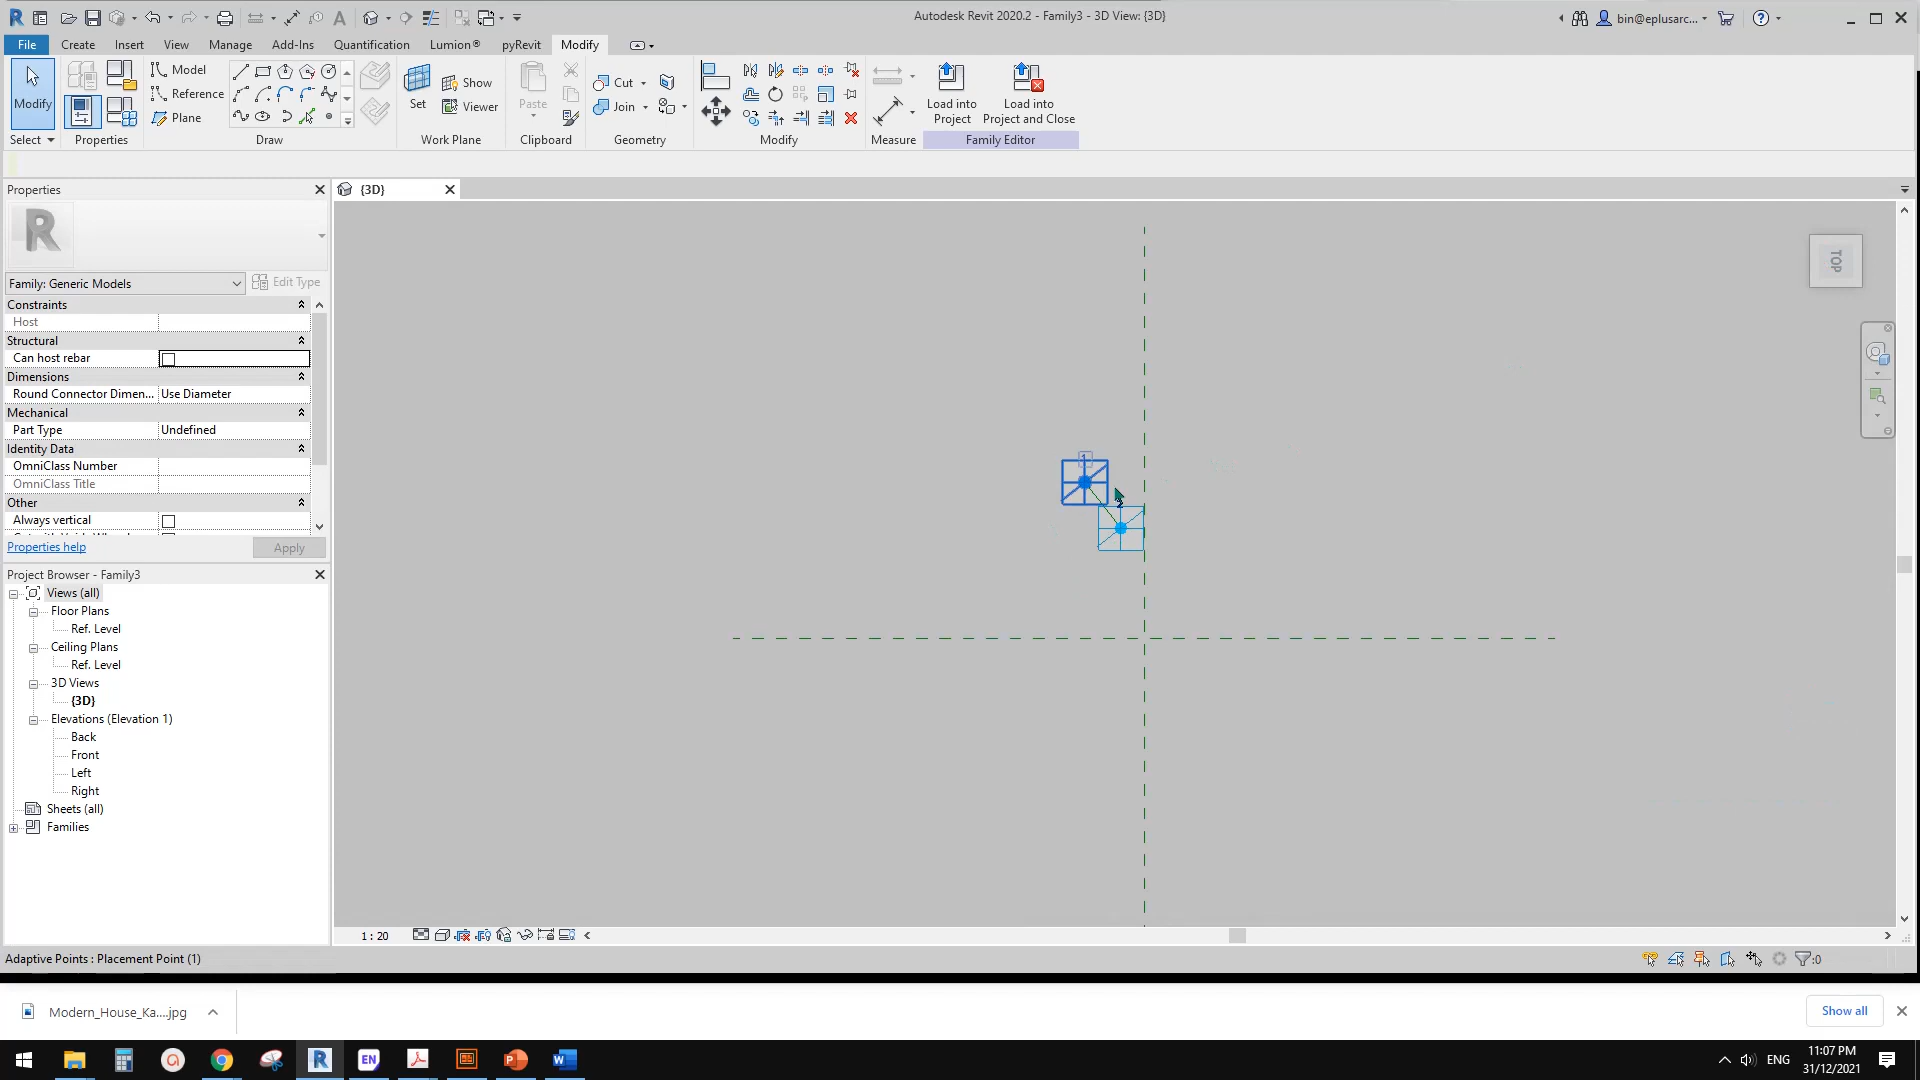 Autodesk Revit 2020.2 - Family3 - 3D View: {3D}
bin@eplusarc...
File Create Insert View Manage Add-Ins Quantification Lumion® pyRevit Modify
Modify
Model
Reference
Plane
Set
Show
Viewer
Paste
Cut
Join
Load into Project
Load into Project and Close
Select Properties Draw Work Plane Clipboard Geometry Modify Measure Family Editor
Properties
{3D}
R
Family: Generic Models
Edit Type
Constraints
Host
Structural
Can host rebar
Dimensions
Round Connector Dimen... Use Diameter
Mechanical
Part Type Undefined
Identity Data
OmniClass Number
OmniClass Title
Other
Always vertical
Properties help
Apply
Project Browser - Family3
Views (all)
Floor Plans
Ref. Level
Ceiling Plans
Ref. Level
3D Views
{3D}
Elevations (Elevation 1)
Back
Front
Left
Right
Sheets (all)
Families
TOP
1
2
1 : 20
Adaptive Points : Placement Point (1)
:0
Modern_House_Ka....jpg
Show all
EN
ENG
11:07 PM
31/12/2021